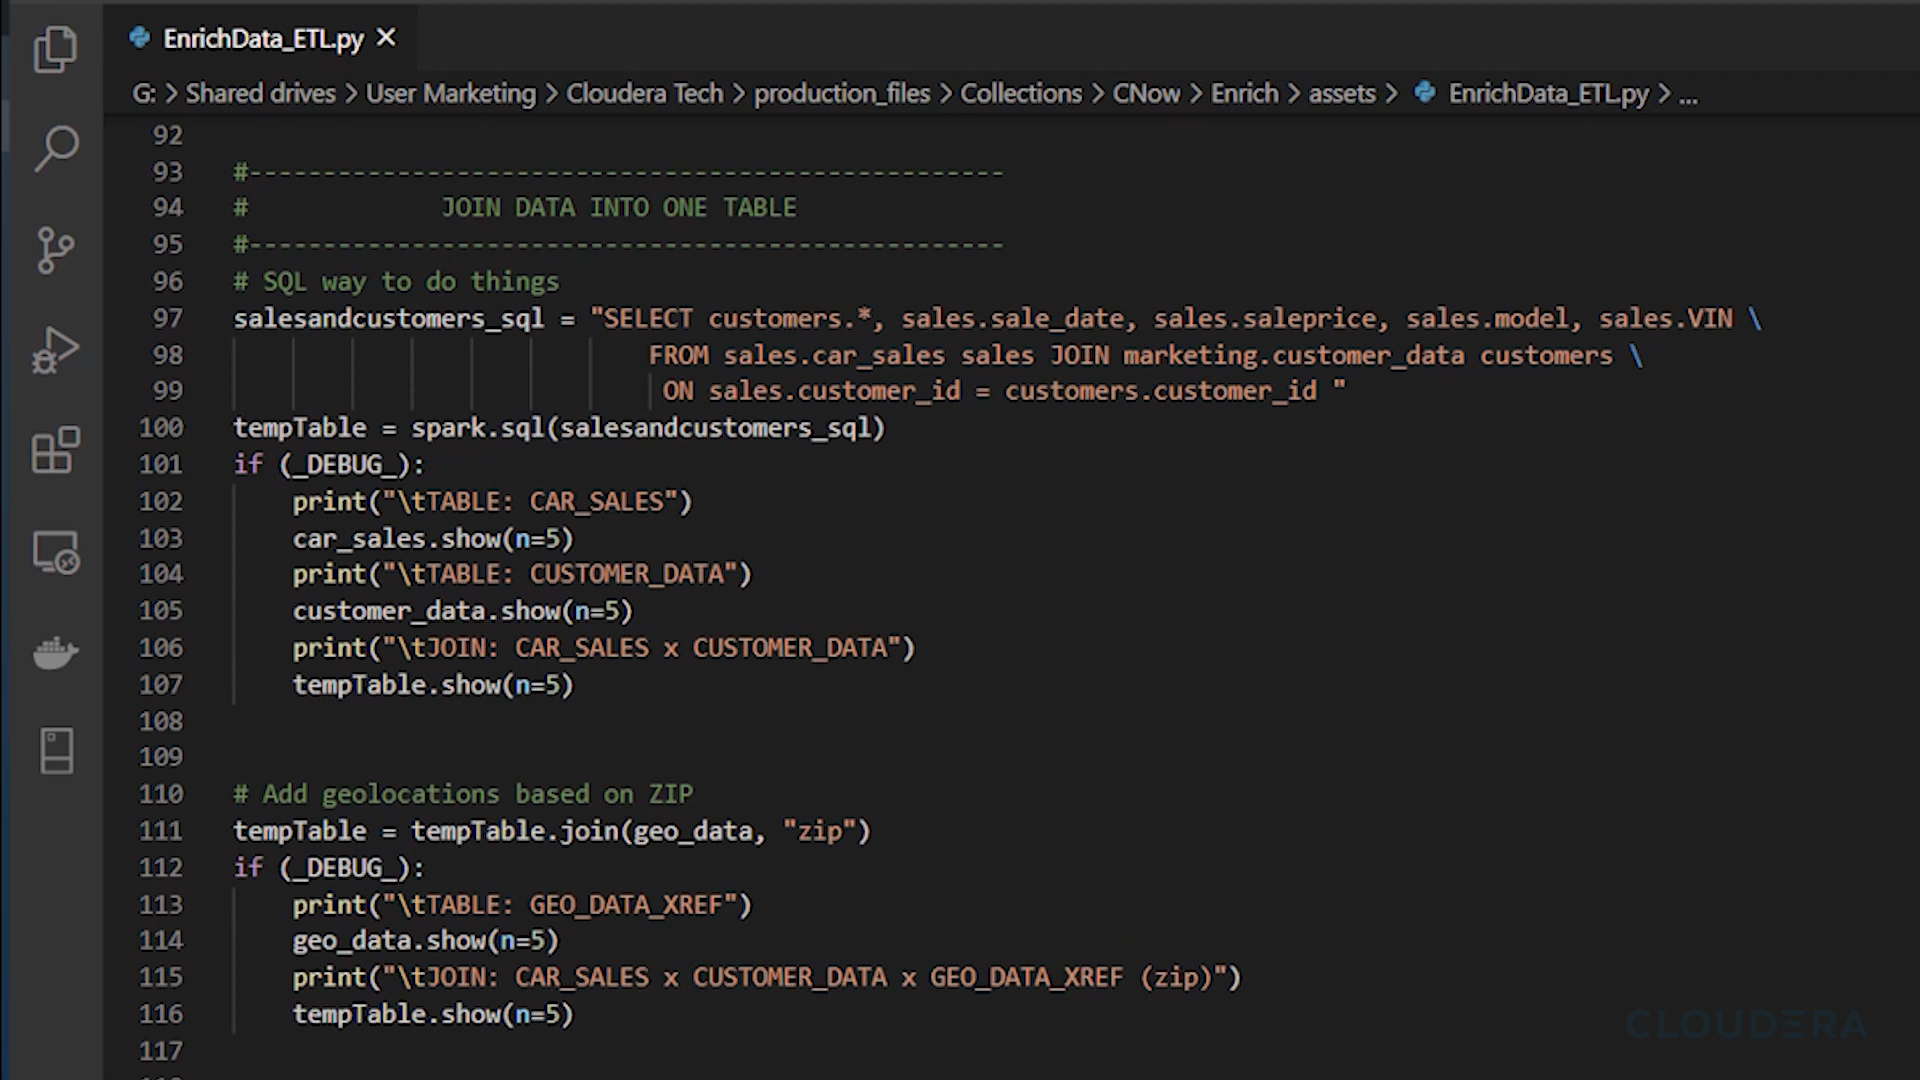 EnrichData_ETL.py ×
G: > Shared drives > User Marketing > Cloudera Tech > production_files > Collections > CNow > Enrich > assets > EnrichData_ETL.py > ...
92
93 #---------------------------------------------------
94 #             JOIN DATA INTO ONE TABLE
95 #---------------------------------------------------
96 # SQL way to do things
97 salesandcustomers_sql = "SELECT customers.*, sales.sale_date, sales.saleprice, sales.model, sales.VIN \
98                             FROM sales.car_sales sales JOIN marketing.customer_data customers \
99                              ON sales.customer_id = customers.customer_id "
100 tempTable = spark.sql(salesandcustomers_sql)
101 if (_DEBUG_):
102     print("\tTABLE: CAR_SALES")
103     car_sales.show(n=5)
104     print("\tTABLE: CUSTOMER_DATA")
105     customer_data.show(n=5)
106     print("\tJOIN: CAR_SALES x CUSTOMER_DATA")
107     tempTable.show(n=5)
108
109
110 # Add geolocations based on ZIP
111 tempTable = tempTable.join(geo_data, "zip")
112 if (_DEBUG_):
113     print("\tTABLE: GEO_DATA_XREF")
114     geo_data.show(n=5)
115     print("\tJOIN: CAR_SALES x CUSTOMER_DATA x GEO_DATA_XREF (zip)")
116     tempTable.show(n=5)
117
CLOUDERA